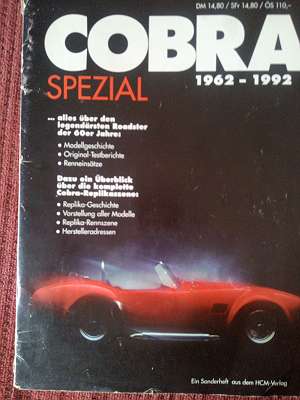 DM 14,80 / SFr 14,80 / ÖS 110,–
COBRA
SPEZIAL
1962 – 1992
... alles über den
legendärsten Roadster
der 60er Jahre:
• Modellgeschichte
• Original-Testberichte
• Renneinsätze
Dazu ein Überblick
über die komplette
Cobra-Replikaszene:
• Replika-Geschichte
• Vorstellung aller Modelle
• Replika-Rennszene
• Herstelleradressen
Ein Sonderheft aus dem HCM-Verlag